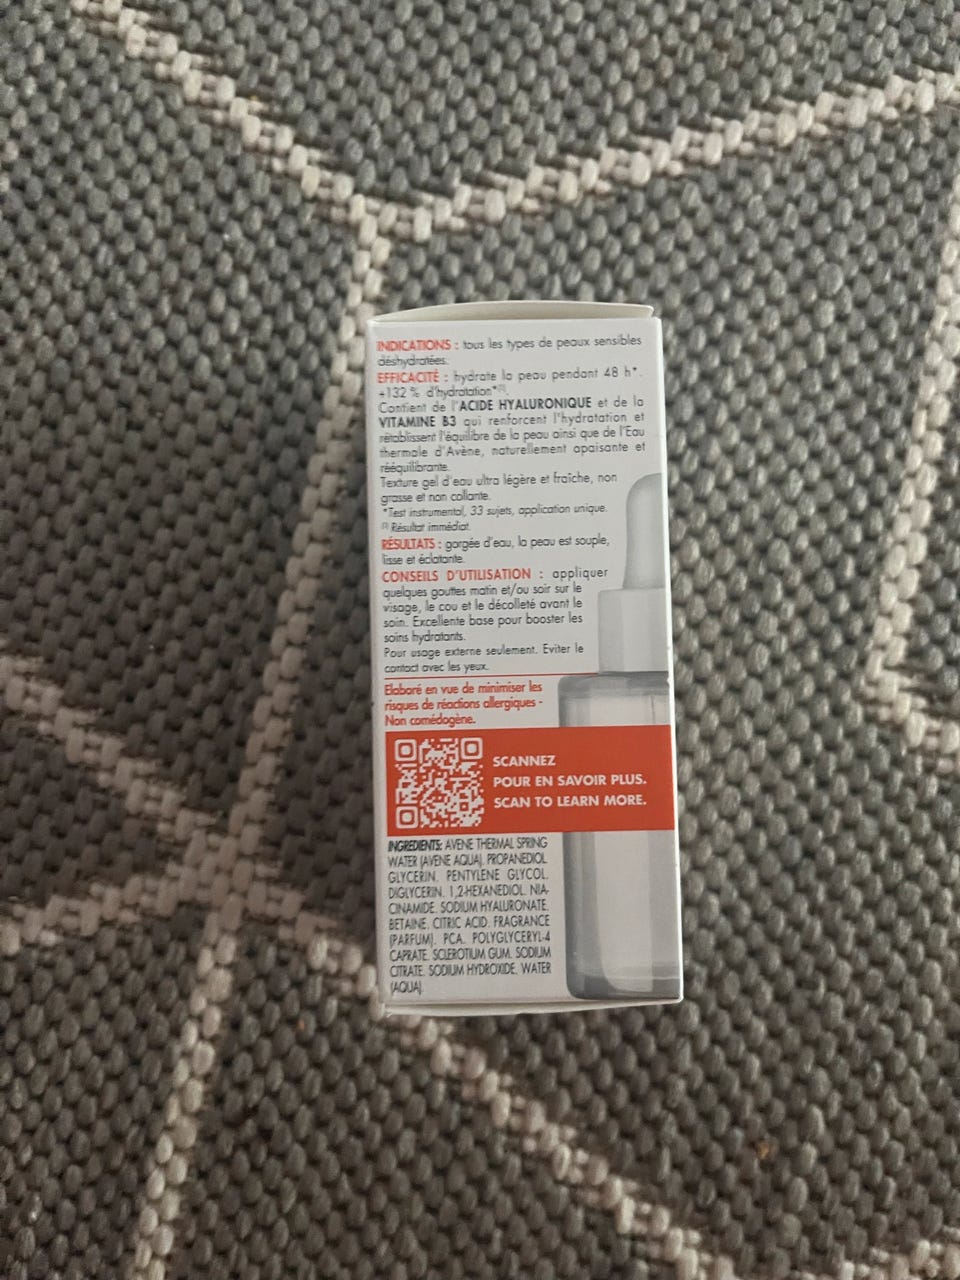 INDICATIONS : tous les types de peaux sensibles
déshydratées.
EFFICACITÉ : hydrate la peau pendant 48 h*.
+132 % d'hydratation*⁽¹⁾.
Contient de l'ACIDE HYALURONIQUE et de la
VITAMINE B3 qui renforcent l'hydratation et
rétablissent l'équilibre de la peau ainsi que de l'Eau
thermale d'Avène, naturellement apaisante et
rééquilibrante.
Texture gel d'eau ultra légère et fraîche, non
grasse et non collante.
*Test instrumental, 33 sujets, application unique.
⁽¹⁾ Résultat immédiat.
RÉSULTATS : gorgée d'eau, la peau est souple,
lisse et éclatante.
CONSEILS D'UTILISATION : appliquer
quelques gouttes matin et/ou soir sur le
visage, le cou et le décolleté avant le
soin. Excellente base pour booster les
soins hydratants.
Pour usage externe seulement. Eviter le
contact avec les yeux.
Elaboré en vue de minimiser les
risques de réactions allergiques -
Non comédogène.
SCANNEZ
POUR EN SAVOIR PLUS.
SCAN TO LEARN MORE.
INGREDIENTS: AVENE THERMAL SPRING
WATER (AVENE AQUA). PROPANEDIOL.
GLYCERIN. PENTYLENE GLYCOL.
DIGLYCERIN. 1,2-HEXANEDIOL. NIA-
CINAMIDE. SODIUM HYALURONATE.
BETAINE. CITRIC ACID. FRAGRANCE
(PARFUM). PCA. POLYGLYCERYL-4
CAPRATE. SCLEROTIUM GUM. SODIUM
CITRATE. SODIUM HYDROXIDE. WATER
(AQUA).